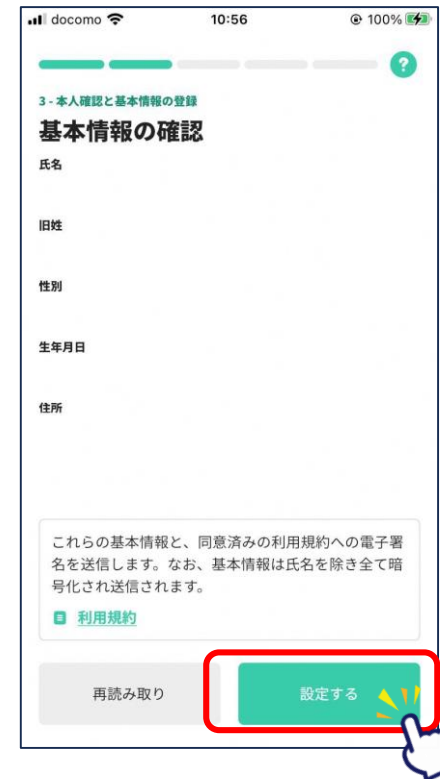 docomo 10:56 100%
?
3 - 本人確認と基本情報の登録
基本情報の確認
氏名
旧姓
性別
生年月日
住所
これらの基本情報と、同意済みの利用規約への電子署
名を送信します。なお、基本情報は氏名を除き全て暗
号化され送信されます。
利用規約
再読み取り 設定する